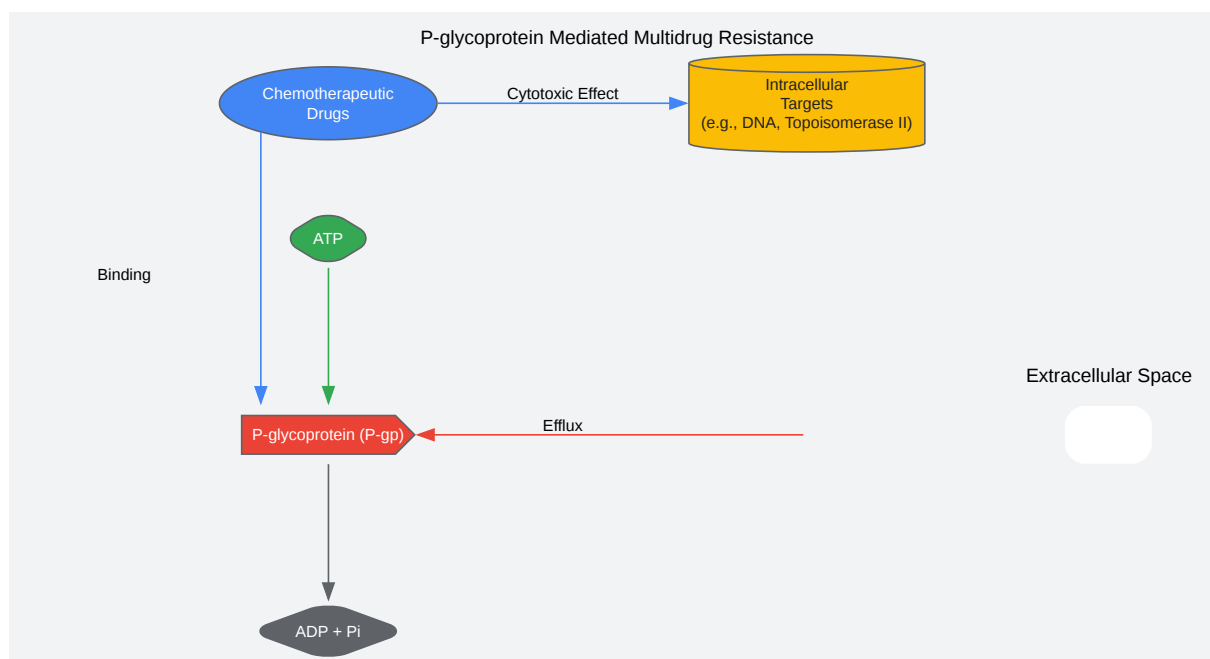 P-glycoprotein Mediated Multidrug Resistance
Chemotherapeutic
Drugs
Cytotoxic Effect
Intracellular
Targets
(e.g., DNA, Topoisomerase II)
ATP
Binding
Extracellular Space
P-glycoprotein (P-gp)
Efflux
ADP + Pi